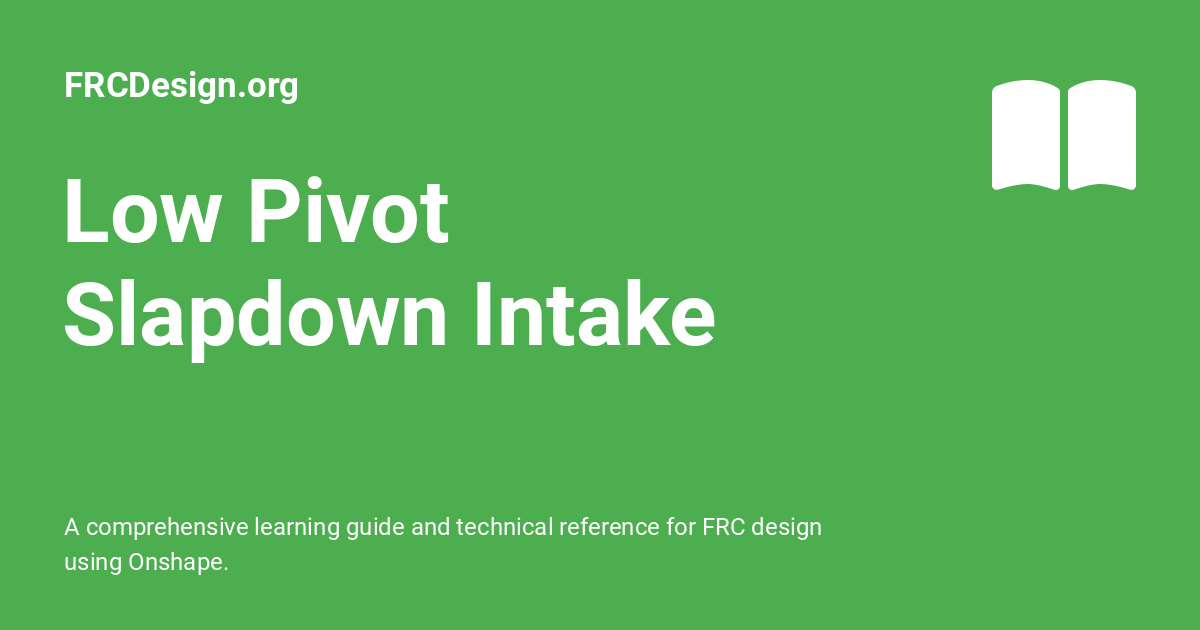 FRCDesign.org
Low Pivot
Slapdown Intake
A comprehensive learning guide and technical reference for FRC design
using Onshape.